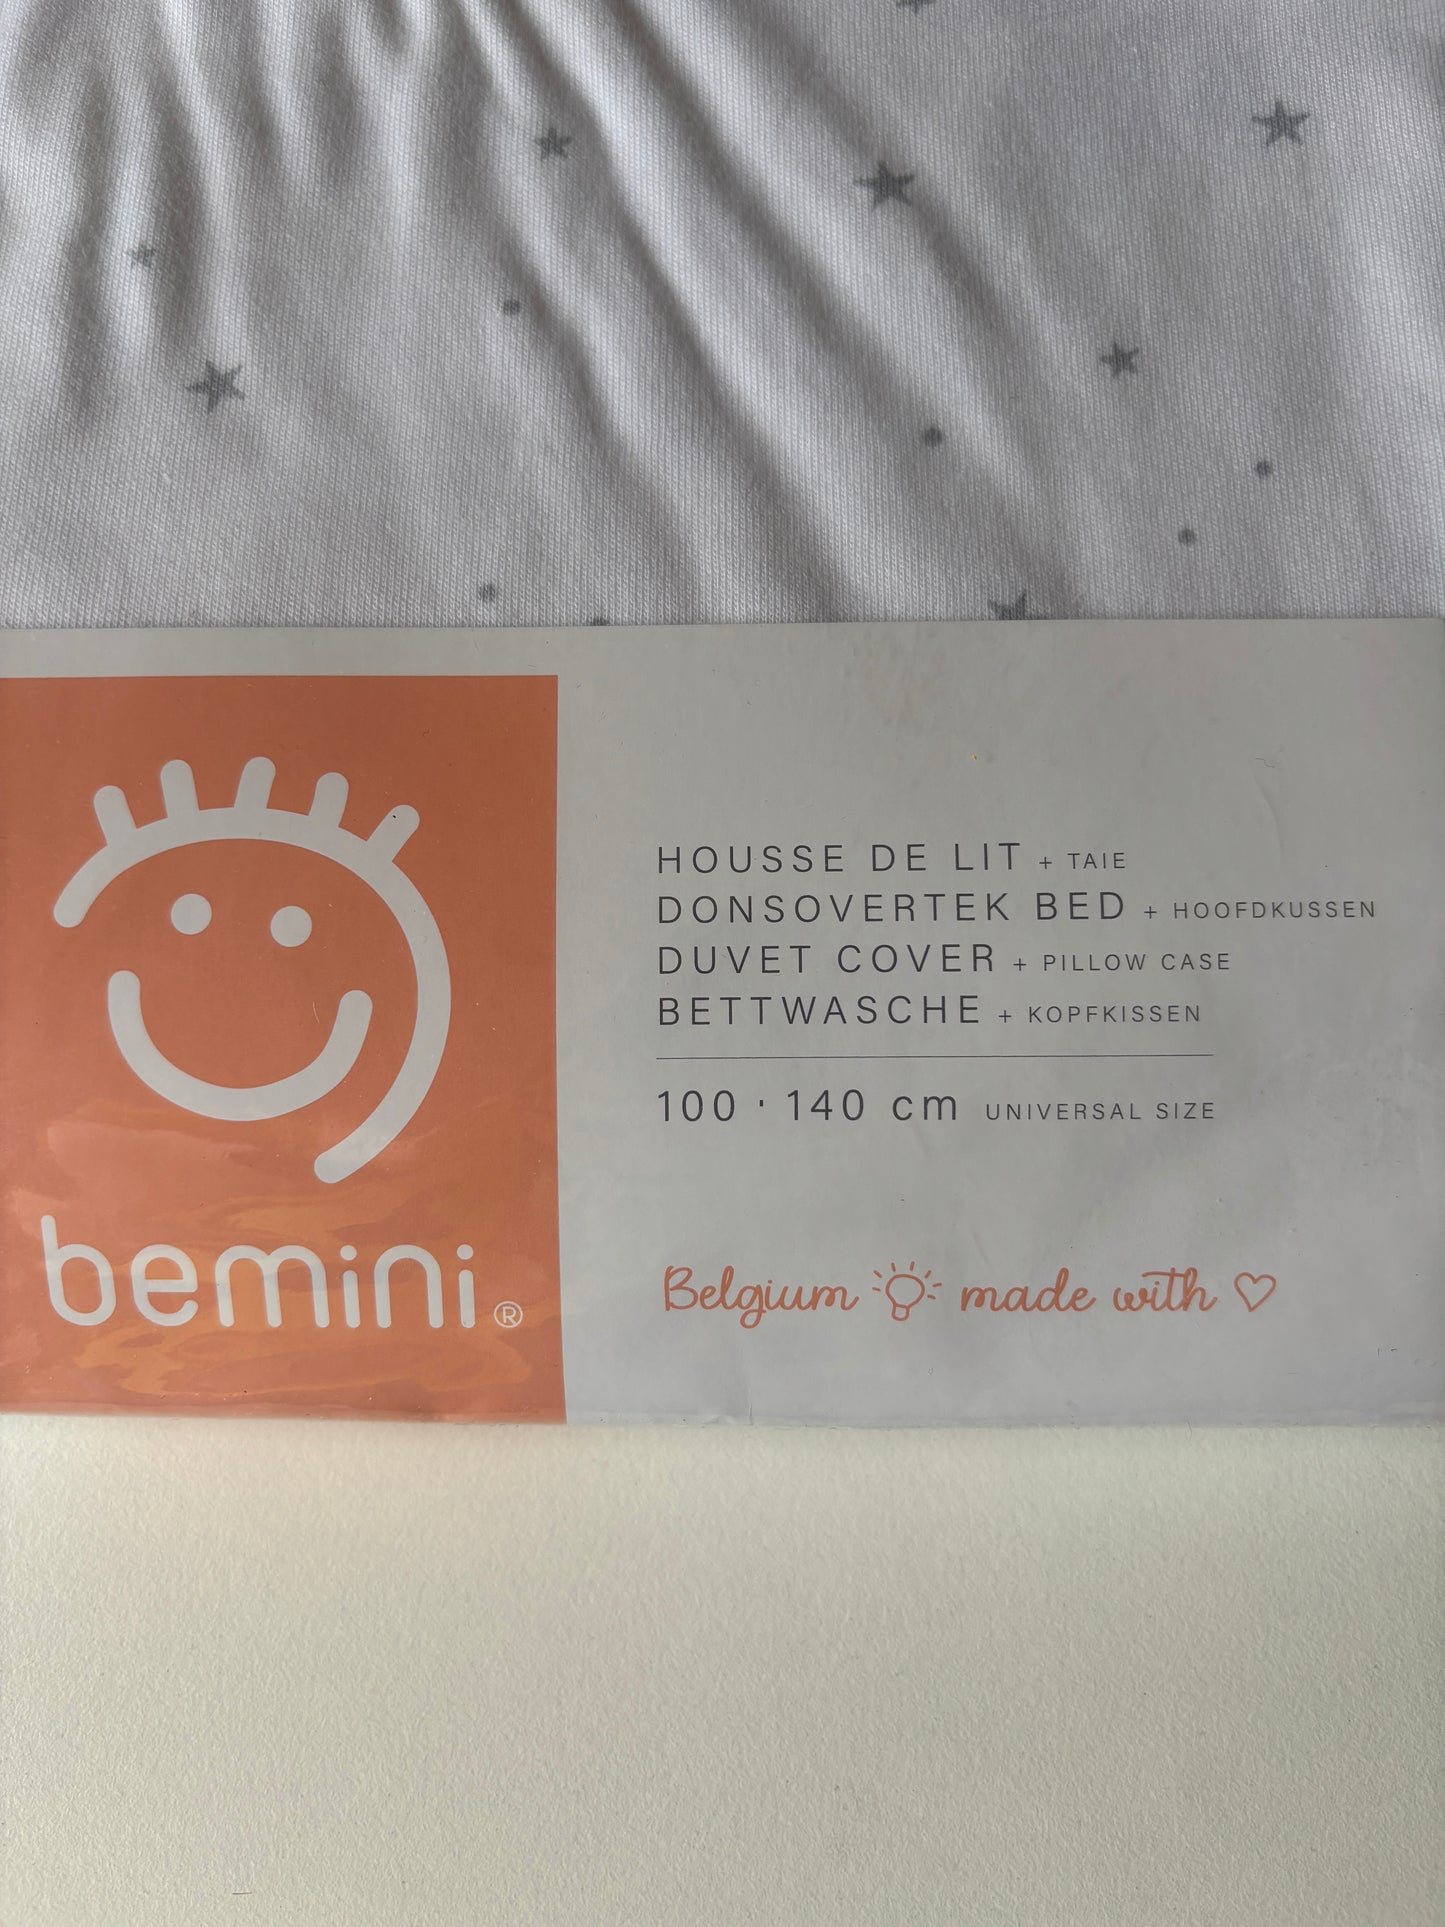 HOUSSE DE LIT + TAIE
DONSOVERTEK BED + HOOFDKUSSEN
DUVET COVER + PILLOW CASE
BETTWASCHE + KOPFKISSEN
100 · 140 cm UNIVERSAL SIZE
bemini®
Belgium made with